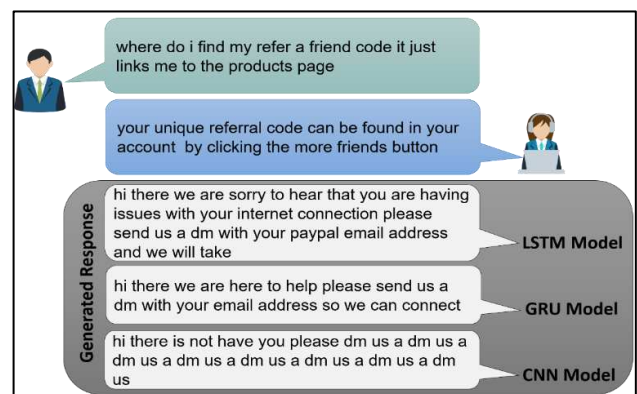 where do i find my refer a friend code it just
links me to the products page
your unique referral code can be found in your
account by clicking the more friends button
Generated Response
hi there we are sorry to hear that you are having
issues with your internet connection please
send us a dm with your paypal email address
and we will take
LSTM Model
hi there we are here to help please send us a
dm with your email address so we can connect
GRU Model
hi there is not have you please dm us a dm us a
dm us a dm us a dm us a dm us a dm us a dm
us
CNN Model